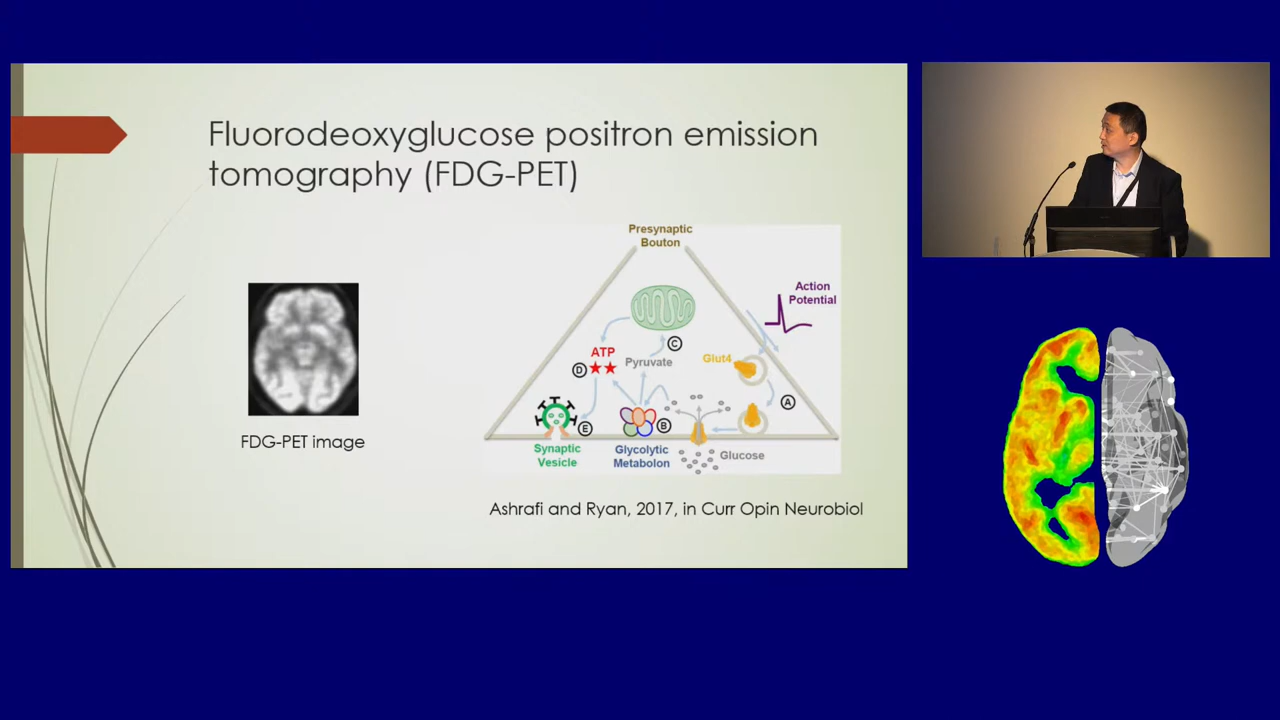 Fluorodeoxyglucose positron emission
tomography (FDG-PET)
Presynaptic
Bouton
Action
Potential
ATP
Pyruvate
Glut4
A
B
C
D
E
Synaptic
Vesicle
Glycolytic
Metabolon
Glucose
FDG-PET image
Ashrafi and Ryan, 2017, in Curr Opin Neurobiol